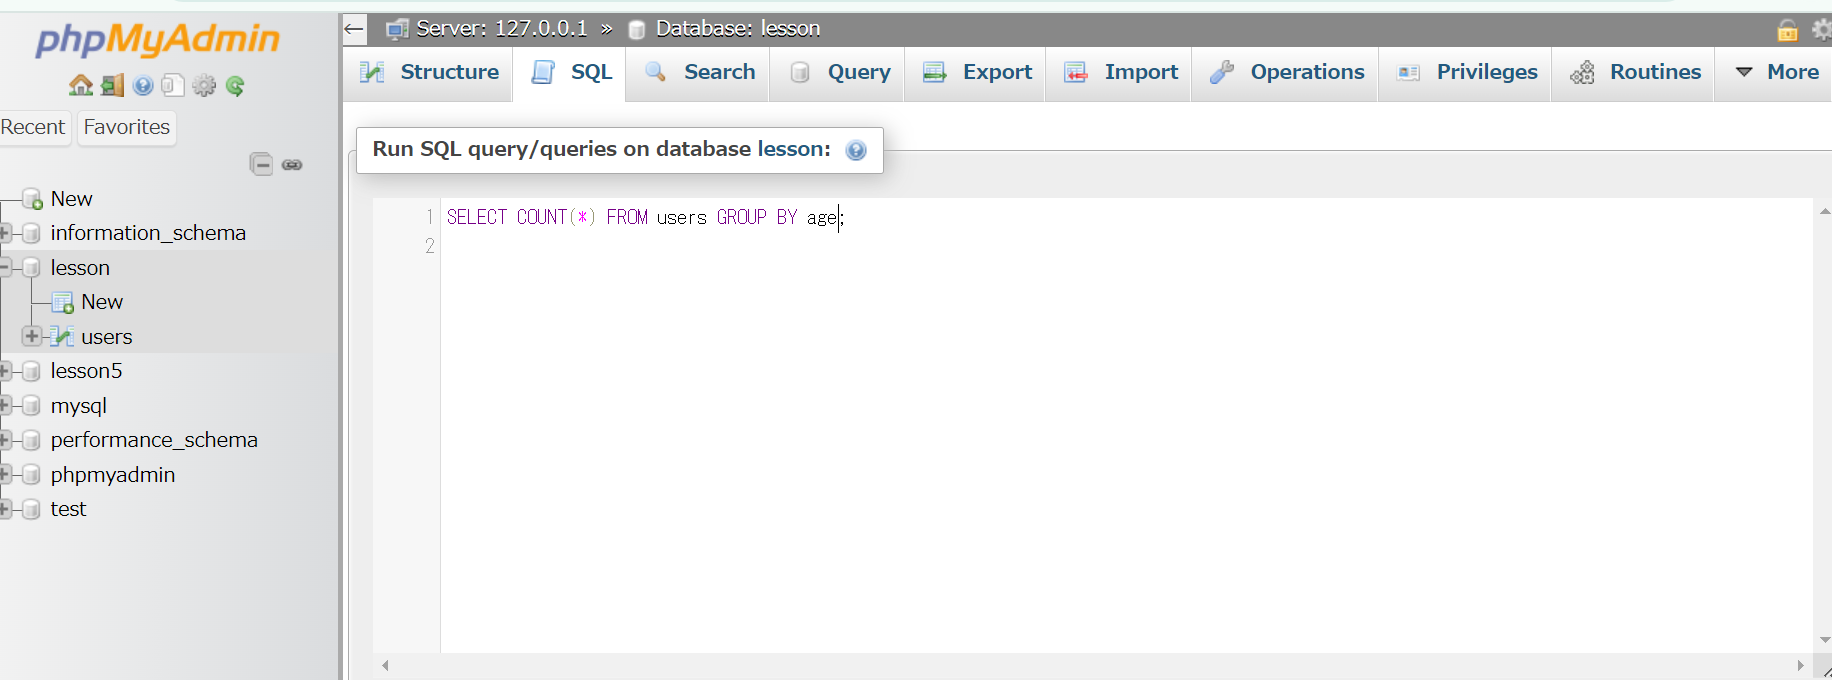 phpMyAdmin
Recent Favorites
New
information_schema
lesson
New
users
lesson5
mysql
performance_schema
phpmyadmin
test
Server: 127.0.0.1 » Database: lesson
Structure SQL Search Query Export Import Operations Privileges Routines More
Run SQL query/queries on database lesson:
1 SELECT COUNT(*) FROM users GROUP BY age;
2